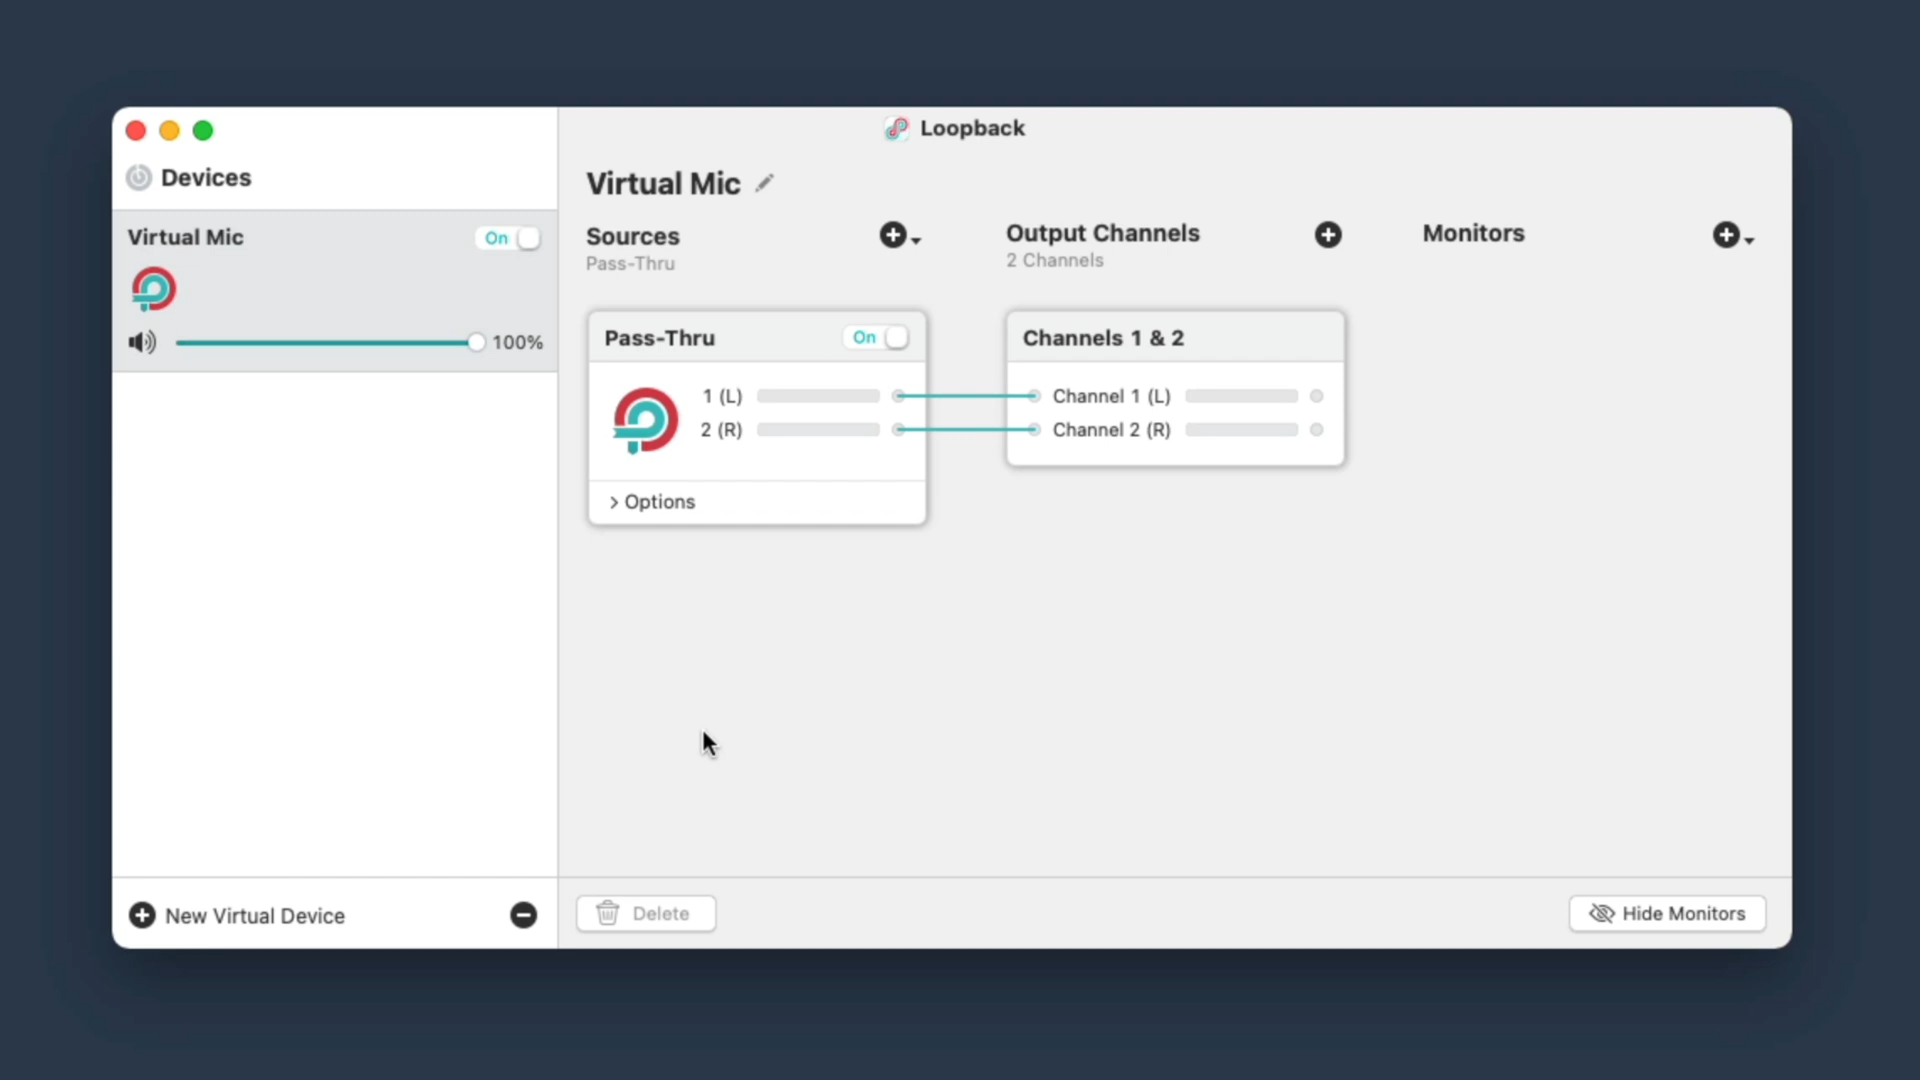 Loopback
Devices
Virtual Mic
On
100%
New Virtual Device
Virtual Mic
Sources
Pass-Thru
Pass-Thru
On
1 (L)
2 (R)
> Options
Output Channels
2 Channels
Channels 1 & 2
Channel 1 (L)
Channel 2 (R)
Monitors
Delete
Hide Monitors